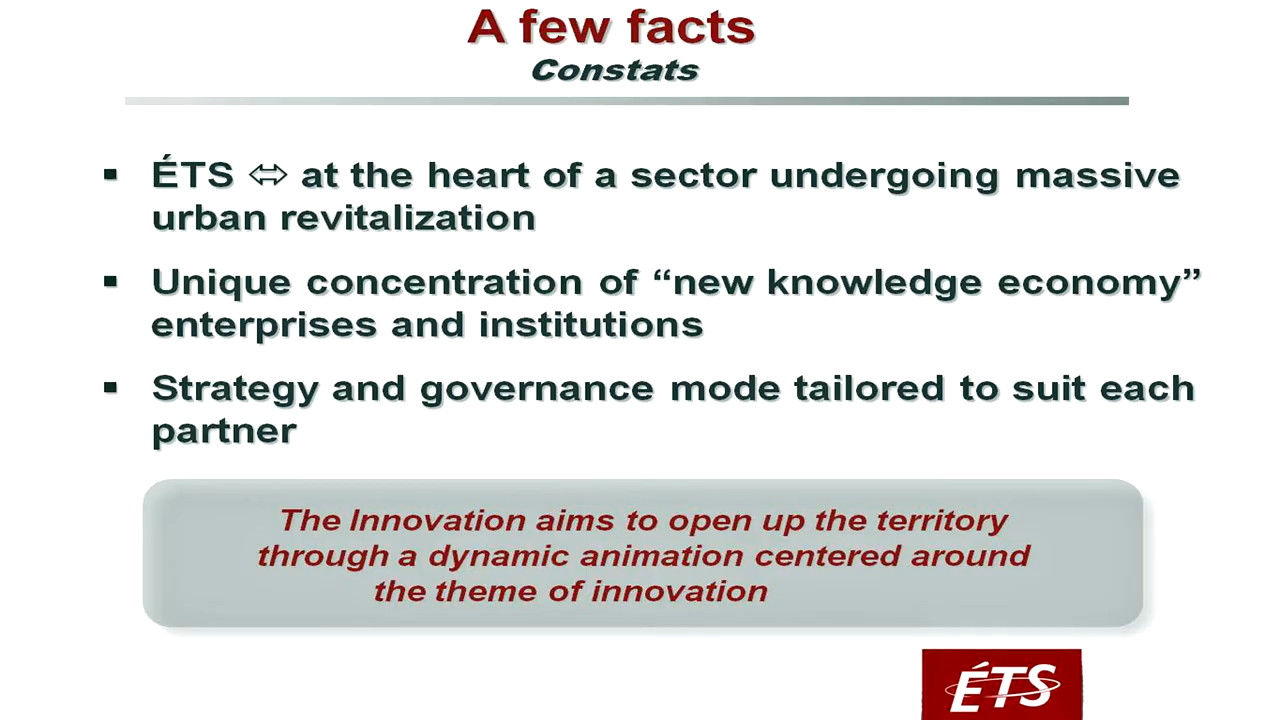 A few facts
Constats
▪ ÉTS ⬄ at the heart of a sector undergoing massive
urban revitalization
▪ Unique concentration of “new knowledge economy”
enterprises and institutions
▪ Strategy and governance mode tailored to suit each
partner
The Innovation aims to open up the territory
through a dynamic animation centered around
the theme of innovation
ÉTS